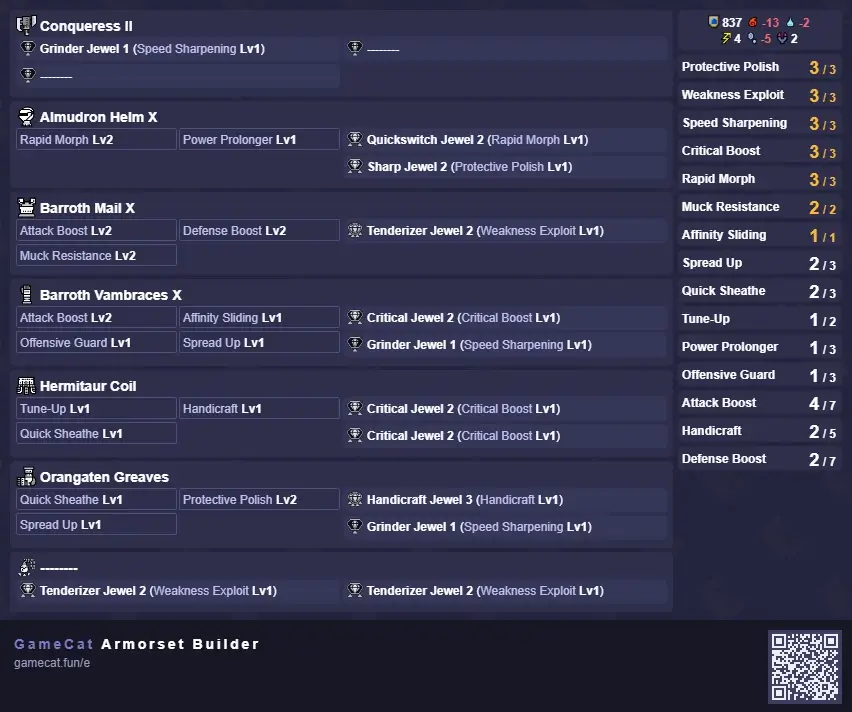 Conqueress II
Grinder Jewel 1 (Speed Sharpening Lv1)
--------
--------
Almudron Helm X
Rapid Morph Lv2
Power Prolonger Lv1
Quickswitch Jewel 2 (Rapid Morph Lv1)
Sharp Jewel 2 (Protective Polish Lv1)
Barroth Mail X
Attack Boost Lv2
Defense Boost Lv2
Tenderizer Jewel 2 (Weakness Exploit Lv1)
Muck Resistance Lv2
Barroth Vambraces X
Attack Boost Lv2
Affinity Sliding Lv1
Critical Jewel 2 (Critical Boost Lv1)
Offensive Guard Lv1
Spread Up Lv1
Grinder Jewel 1 (Speed Sharpening Lv1)
Hermitaur Coil
Tune-Up Lv1
Handicraft Lv1
Critical Jewel 2 (Critical Boost Lv1)
Quick Sheathe Lv1
Critical Jewel 2 (Critical Boost Lv1)
Orangaten Greaves
Quick Sheathe Lv1
Protective Polish Lv2
Handicraft Jewel 3 (Handicraft Lv1)
Spread Up Lv1
Grinder Jewel 1 (Speed Sharpening Lv1)
--------
Tenderizer Jewel 2 (Weakness Exploit Lv1)
Tenderizer Jewel 2 (Weakness Exploit Lv1)
837 -13 -2
4 -5 2
Protective Polish 3 / 3
Weakness Exploit 3 / 3
Speed Sharpening 3 / 3
Critical Boost 3 / 3
Rapid Morph 3 / 3
Muck Resistance 2 / 2
Affinity Sliding 1 / 1
Spread Up 2 / 3
Quick Sheathe 2 / 3
Tune-Up 1 / 2
Power Prolonger 1 / 3
Offensive Guard 1 / 3
Attack Boost 4 / 7
Handicraft 2 / 5
Defense Boost 2 / 7
GameCat Armorset Builder
gamecat.fun/e